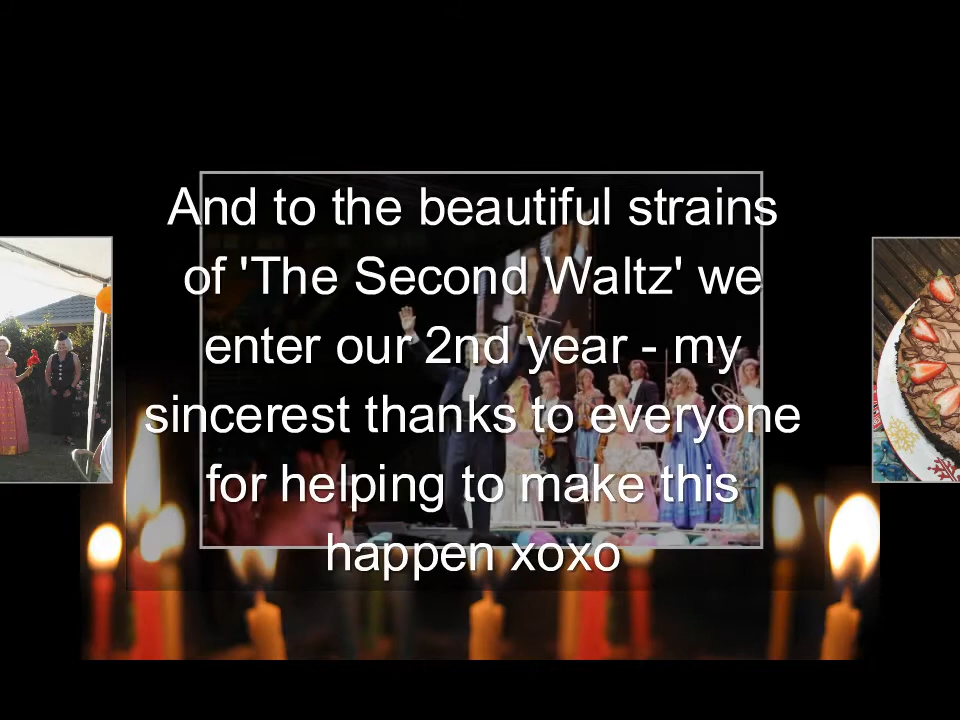 And to the beautiful strains
of 'The Second Waltz' we
enter our 2nd year - my
sincerest thanks to everyone
for helping to make this
happen xoxo